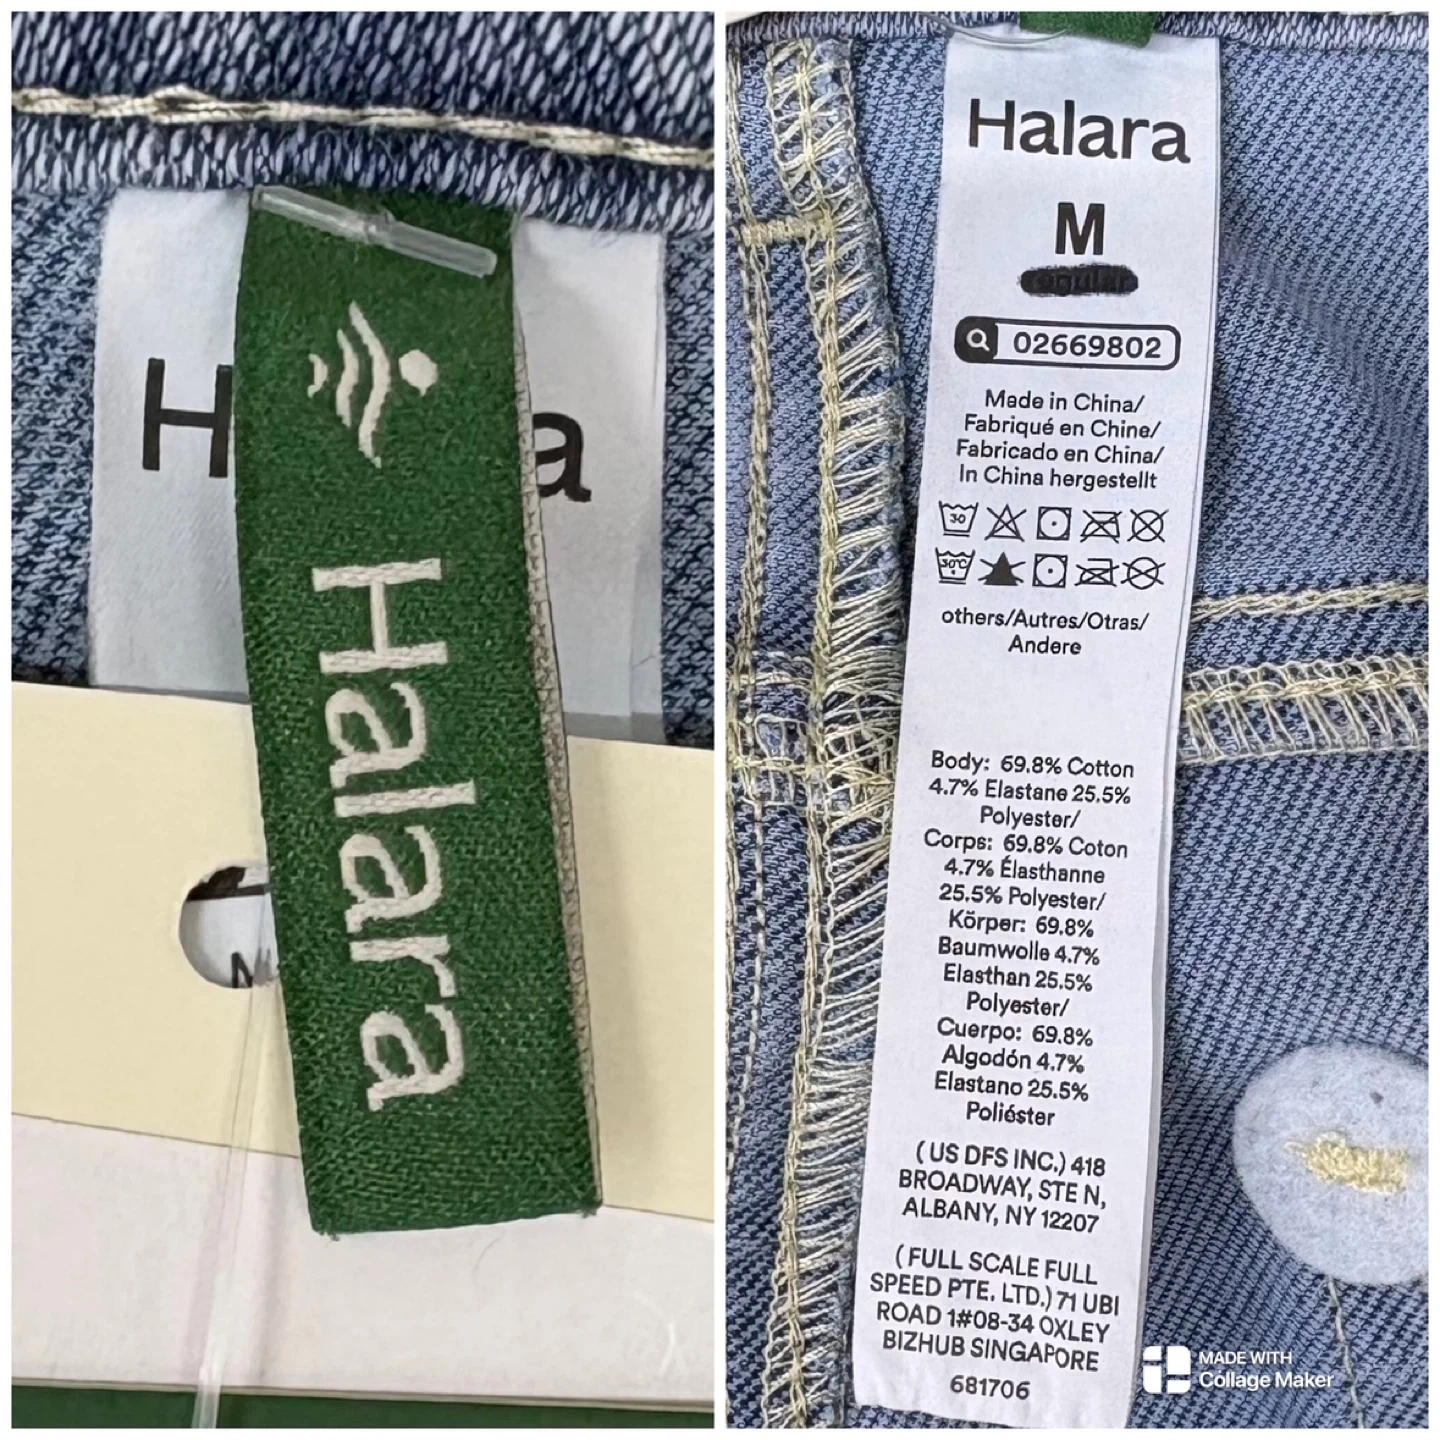 H
a
Halara
Halara
M
regular
02669802
Made in China/
Fabriqué en Chine/
Fabricado en China/
In China hergestellt
30
30°C
others/Autres/Otras/
Andere
Body: 69.8% Cotton
4.7% Elastane 25.5%
Polyester/
Corps: 69.8% Coton
4.7% Élasthanne
25.5% Polyester/
Körper: 69.8%
Baumwolle 4.7%
Elasthan 25.5%
Polyester/
Cuerpo: 69.8%
Algodón 4.7%
Elastano 25.5%
Poliéster
( US DFS INC.) 418
BROADWAY, STE N,
ALBANY, NY 12207
( FULL SCALE FULL
SPEED PTE. LTD.) 71 UBI
ROAD 1#08-34 OXLEY
BIZHUB SINGAPORE
681706
MADE WITH
Collage Maker